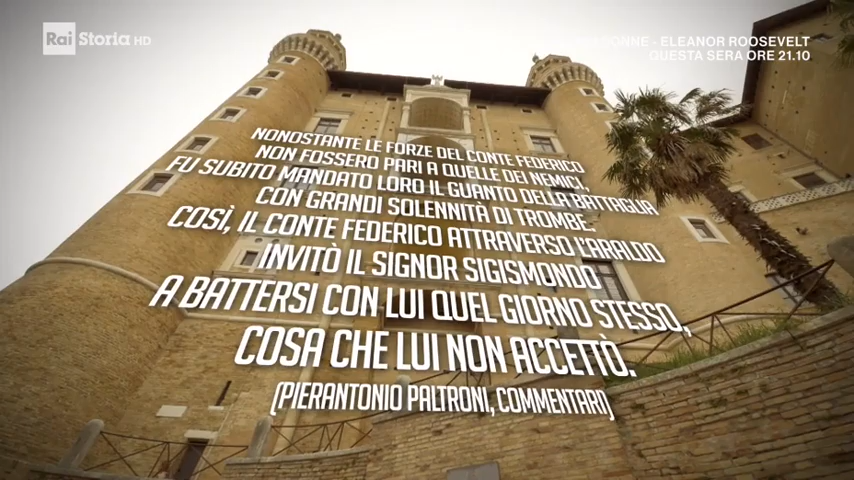 Rai Storia HD
DONNE - ELEANOR ROOSEVELT
QUESTA SERA ORE 21.10
NONOSTANTE LE FORZE DEL CONTE FEDERICO
NON FOSSERO PARI A QUELLE DEI NEMICI,
FU SUBITO MANDATO LORO IL GUANTO DELLA BATTAGLIA
CON GRANDI SOLENNITÀ DI TROMBE.
COSÌ, IL CONTE FEDERICO ATTRAVERSO L'ARALDO
INVITÒ IL SIGNOR SIGISMONDO
A BATTERSI CON LUI QUEL GIORNO STESSO,
COSA CHE LUI NON ACCETTÒ.
(PIERANTONIO PALTRONI, COMMENTARI)